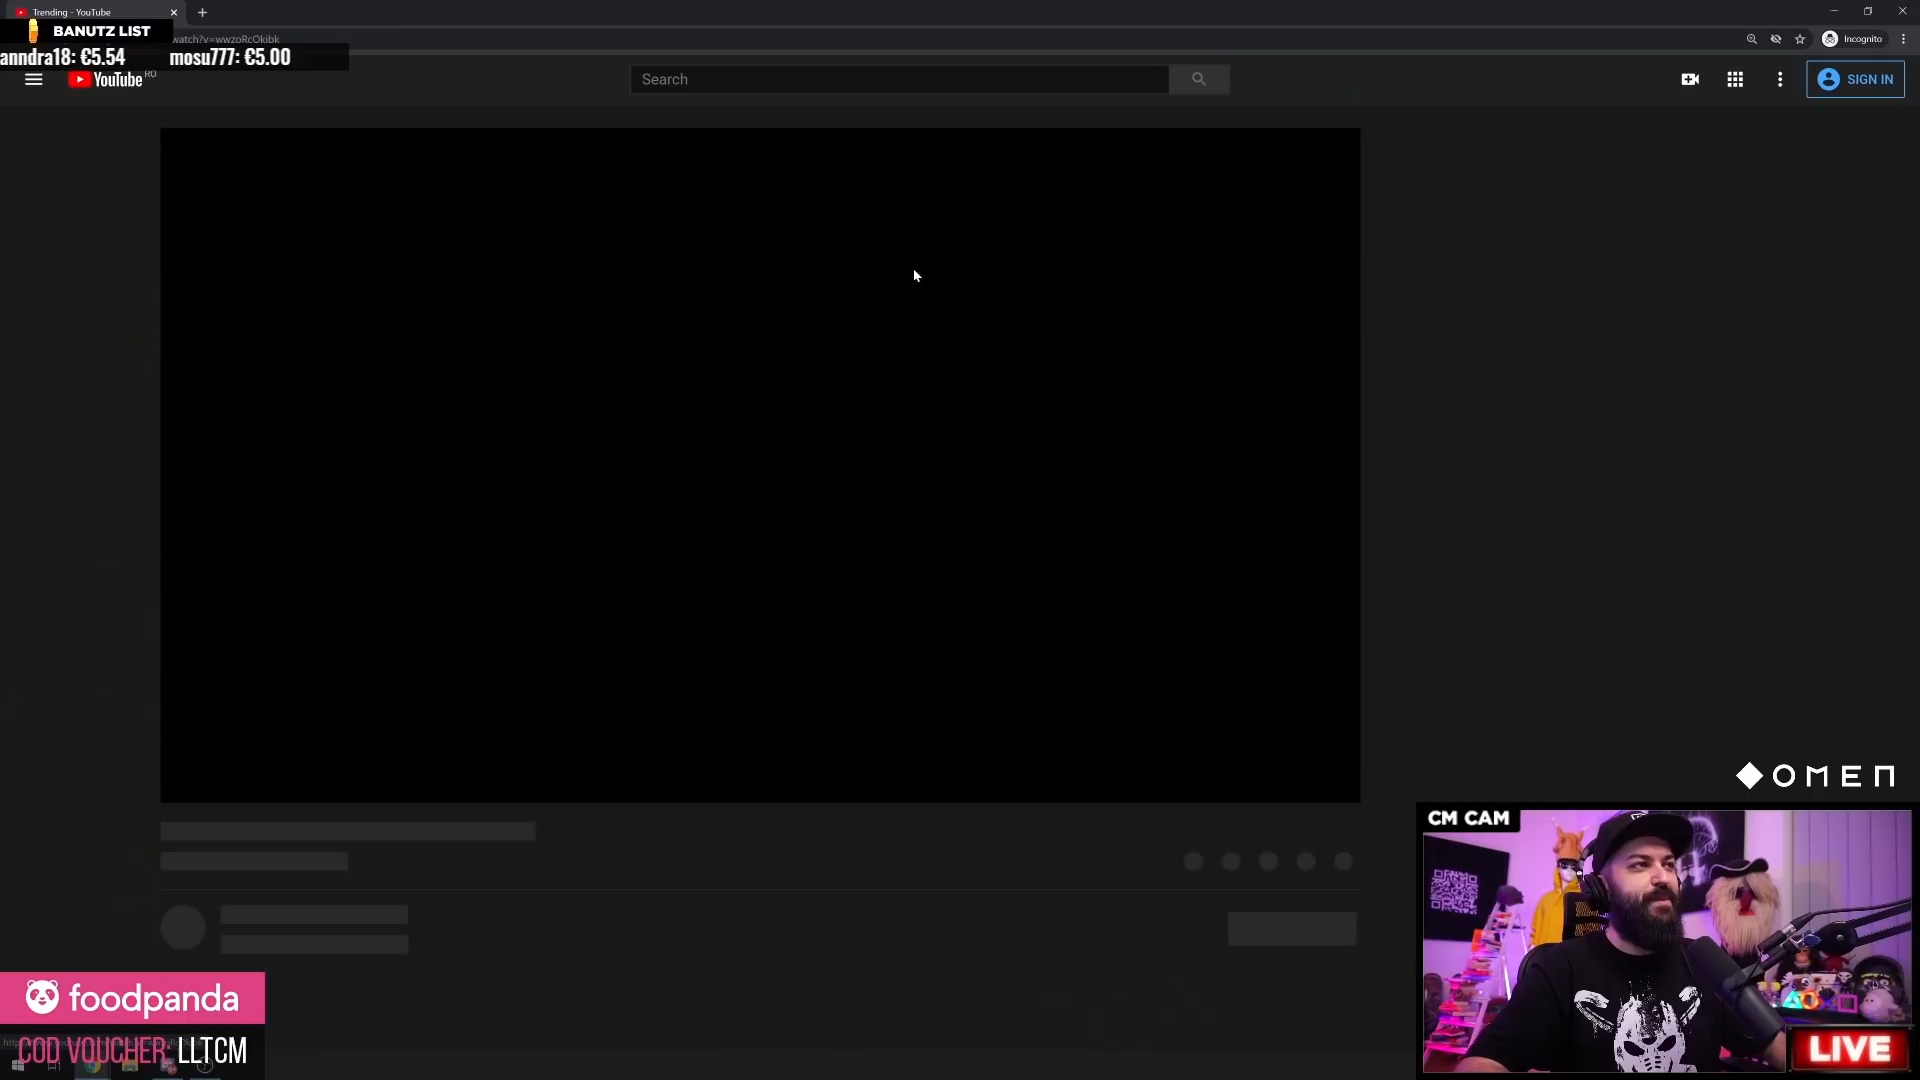 Trending - YouTube
BANUTZ LIST
watch?v=wwzoRcOkibk
Incognito
anndra18: €5.54 mosu777: €5.00
YouTube RO
Search
SIGN IN
OMEN
CM CAM
foodpanda
COD VOUCHER: LLTCM
LIVE